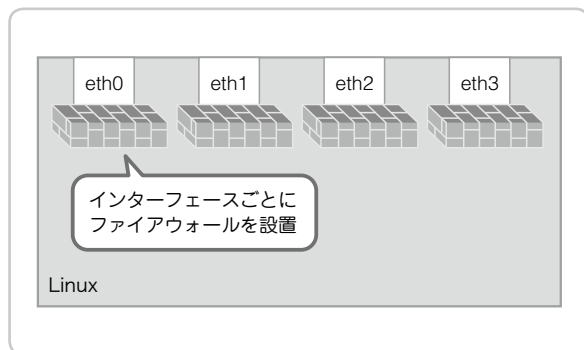 eth0
eth1
eth2
eth3
インターフェースごとに
ファイアウォールを設置
Linux